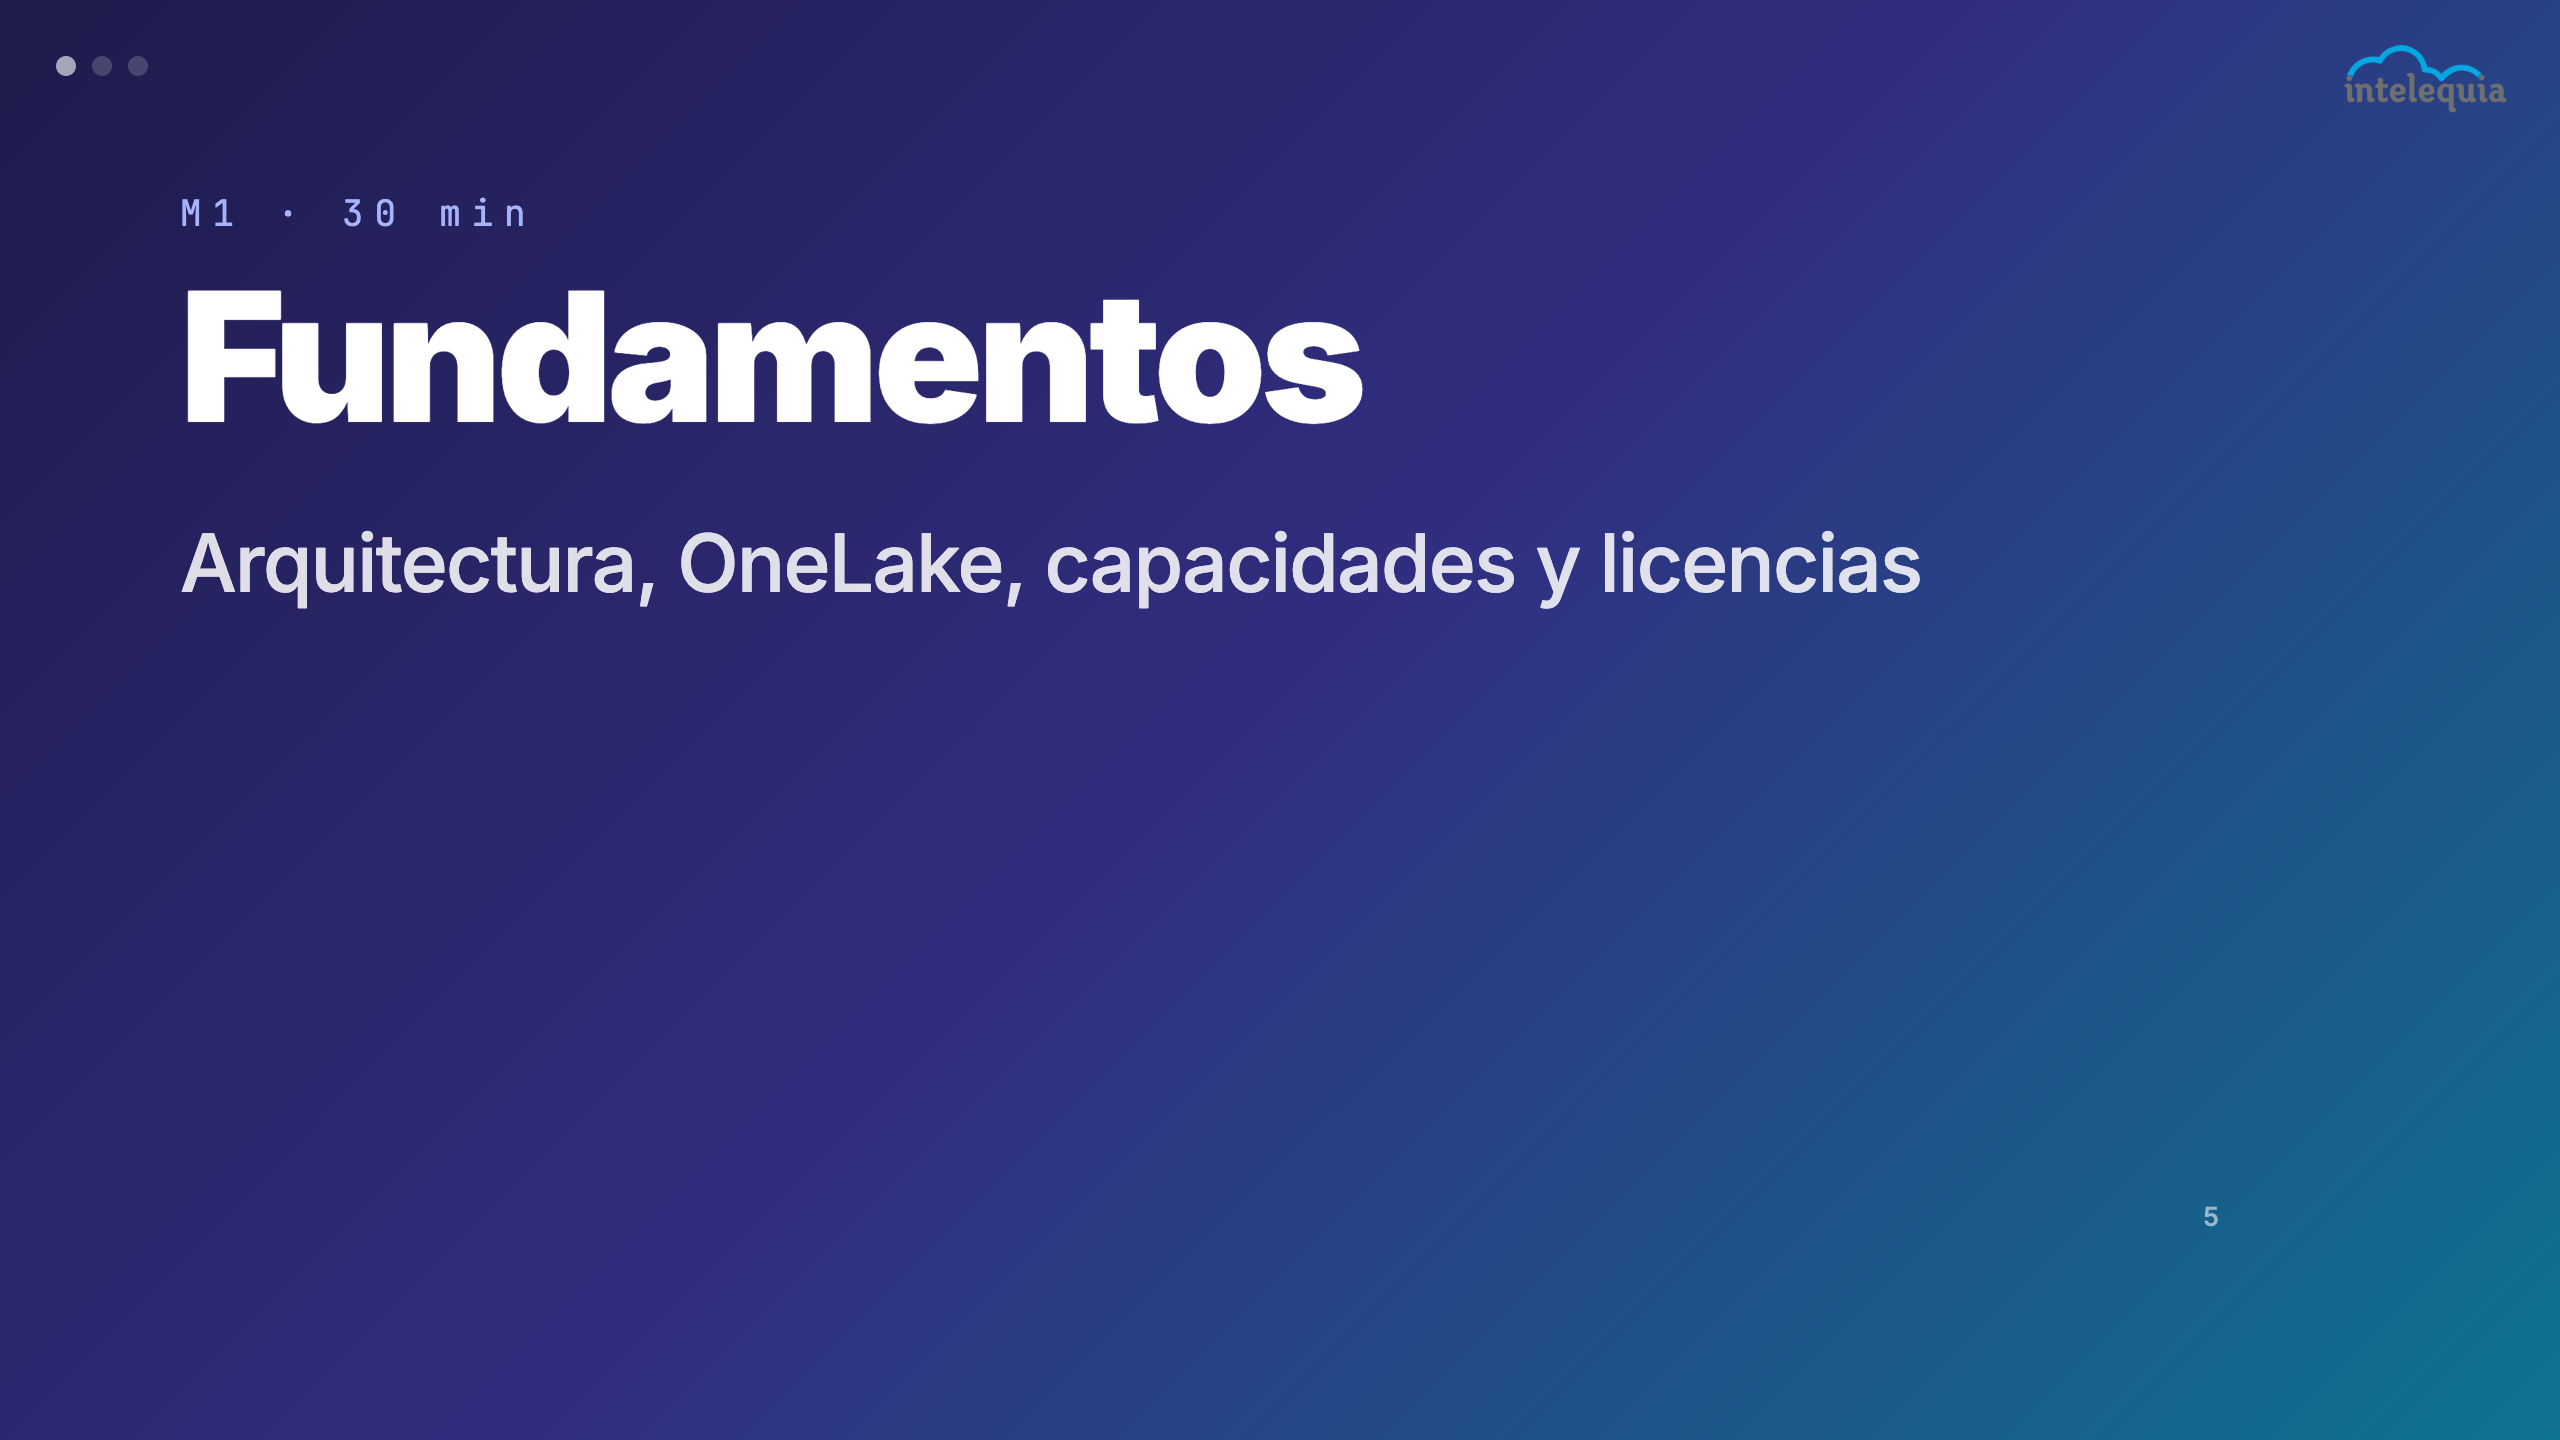 intelequia
M1 · 30 min
Fundamentos
Arquitectura, OneLake, capacidades y licencias
5